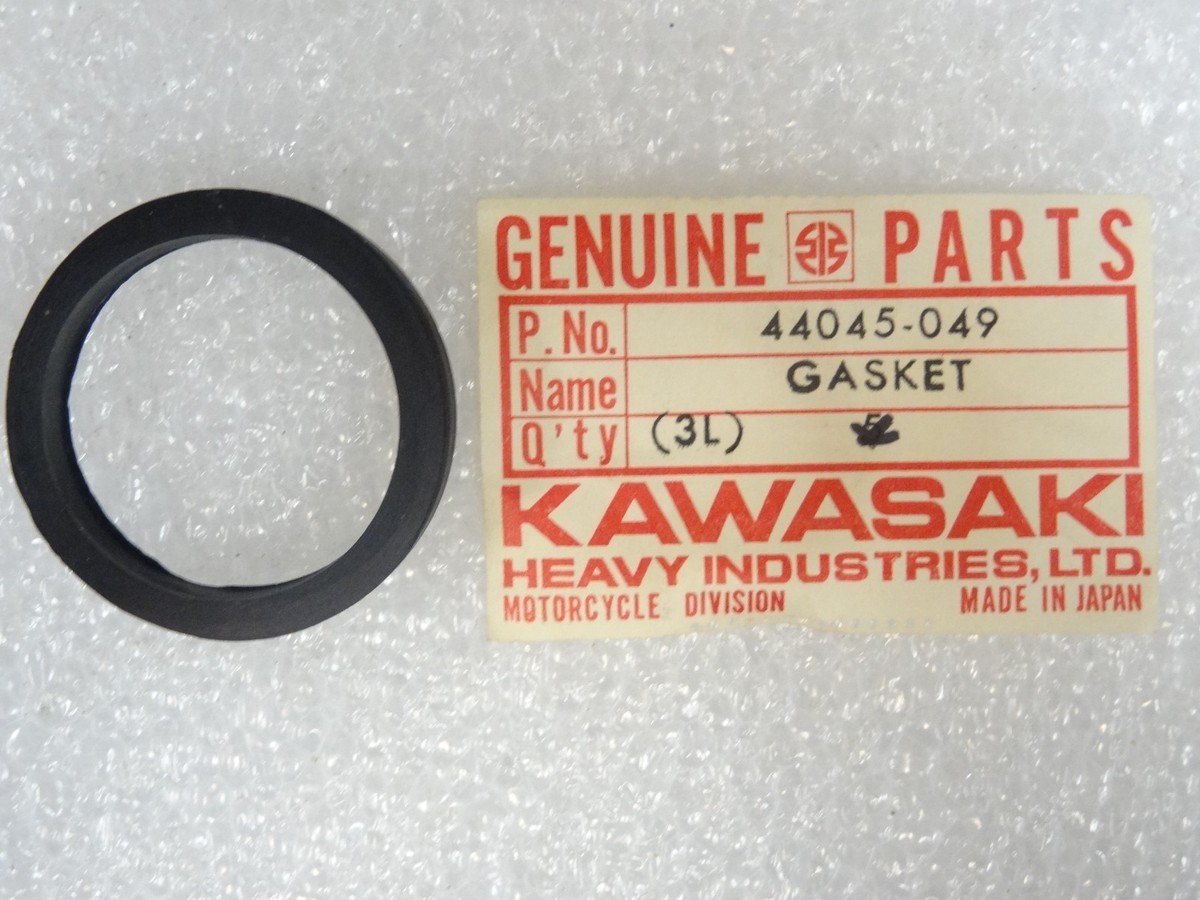 GENUINE PARTS
P. No. 44045-049
Name GASKET
Q'ty (3L)
KAWASAKI
HEAVY INDUSTRIES, LTD.
MOTORCYCLE DIVISION MADE IN JAPAN